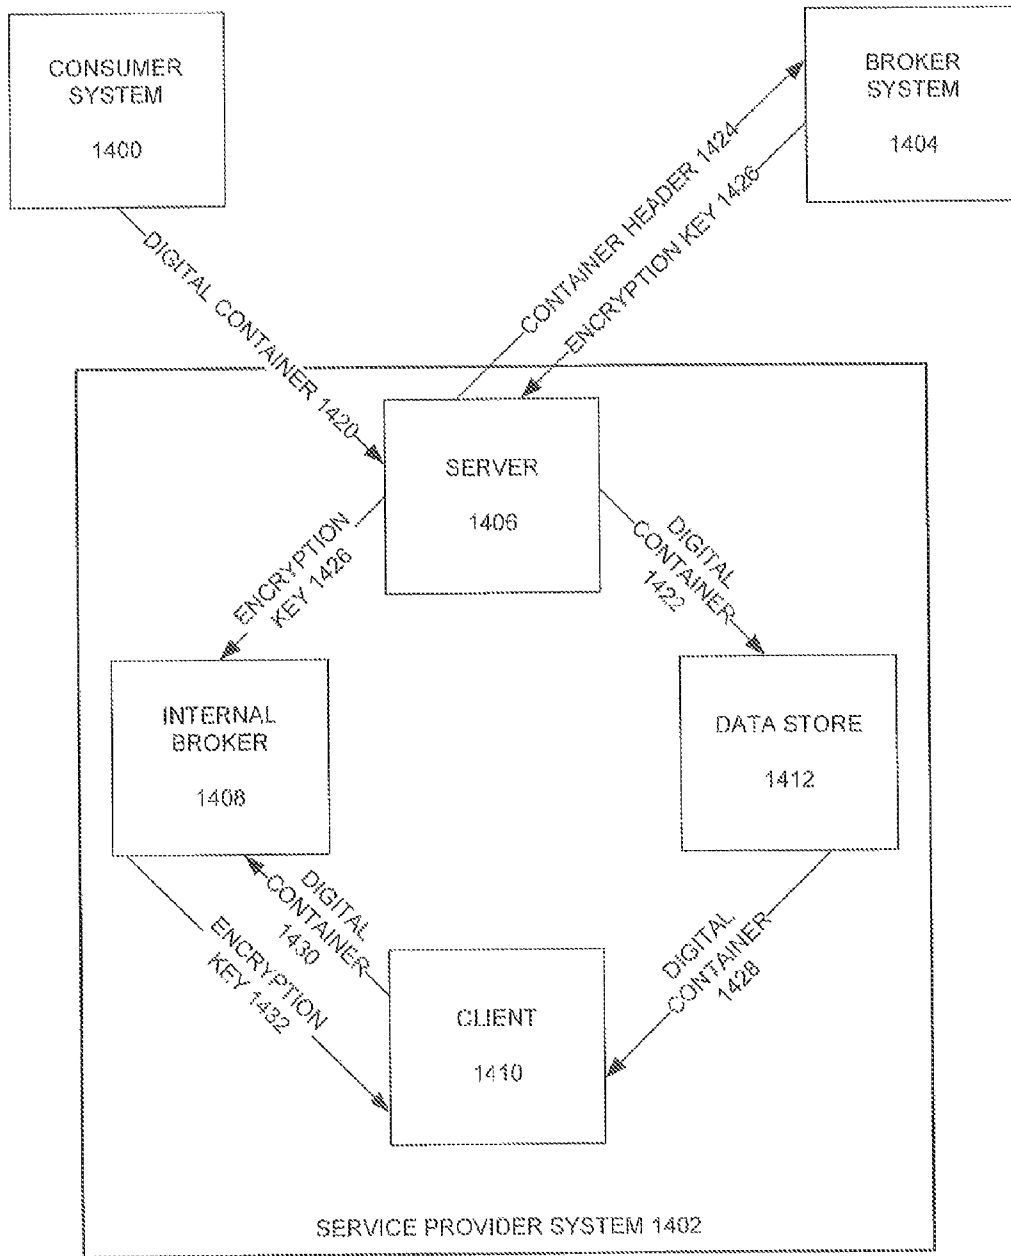 CONSUMER
SYSTEM
1400
BROKER
SYSTEM
1404
DIGITAL CONTAINER 1420
CONTAINER HEADER 1424
ENCRYPTION KEY 1426
SERVER
1406
ENCRYPTION
KEY 1426
DIGITAL
CONTAINER
1422
INTERNAL
BROKER
1408
DATA STORE
1412
DIGITAL
CONTAINER
1430
ENCRYPTION
KEY 1432
DIGITAL
CONTAINER
1428
CLIENT
1410
SERVICE PROVIDER SYSTEM 1402